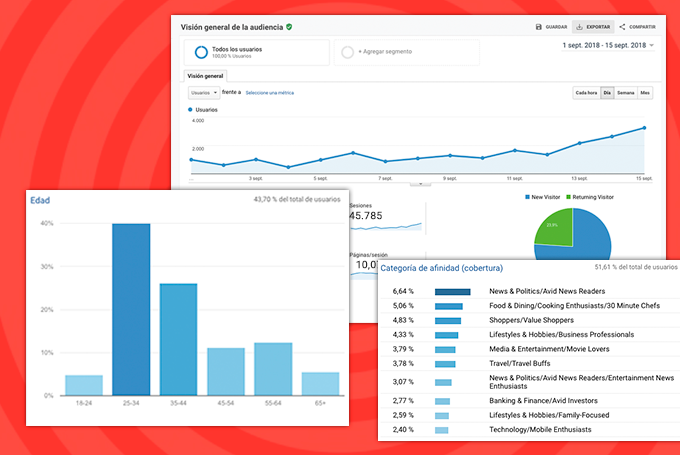 Visión general de la audiencia
GUARDAR
EXPORTAR
COMPARTIR
Todos los usuarios
100,00 % Usuarios
+ Agregar segmento
1 sept. 2018 - 15 sept. 2018
Visión general
Usuarios
frente a
Seleccione una métrica
Cada hora
Día
Semana
Mes
Usuarios
4.000
2.000
...
3 sept.
5 sept.
7 sept.
9 sept.
11 sept.
13 sept.
15 sept.
Sesiones
45.785
Páginas/sesión
New Visitor
Returning Visitor
Edad
43,70 % del total de usuarios
40%
30%
20%
10%
0%
18-24
25-34
35-44
45-54
55-64
65+
Categoría de afinidad (cobertura)
51,61 % del total de usuarios
6,64 %
News & Politics/Avid News Readers
5,06 %
Food & Dining/Cooking Enthusiasts/30 Minute Chefs
4,83 %
Shoppers/Value Shoppers
4,33 %
Lifestyles & Hobbies/Business Professionals
3,79 %
Media & Entertainment/Movie Lovers
3,78 %
Travel/Travel Buffs
3,07 %
News & Politics/Avid News Readers/Entertainment News
Enthusiasts
2,77 %
Banking & Finance/Avid Investors
2,59 %
Lifestyles & Hobbies/Family-Focused
2,40 %
Technology/Mobile Enthusiasts